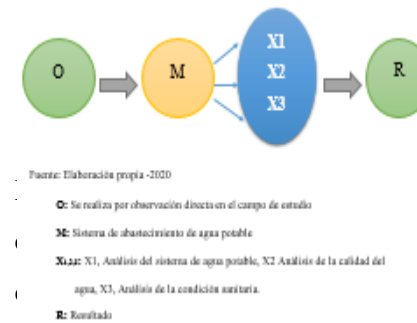 O
M
X1
X2
X3
R
Fuente: Elaboración propia -2020
O: Se realiza por observación directa en el campo de estudio
M: Sistema de abastecimiento de agua potable
X1,2,3: X1, Análisis del sistema de agua potable, X2 Análisis de la calidad del
agua, X3, Análisis de la condición sanitaria.
R: Resultado